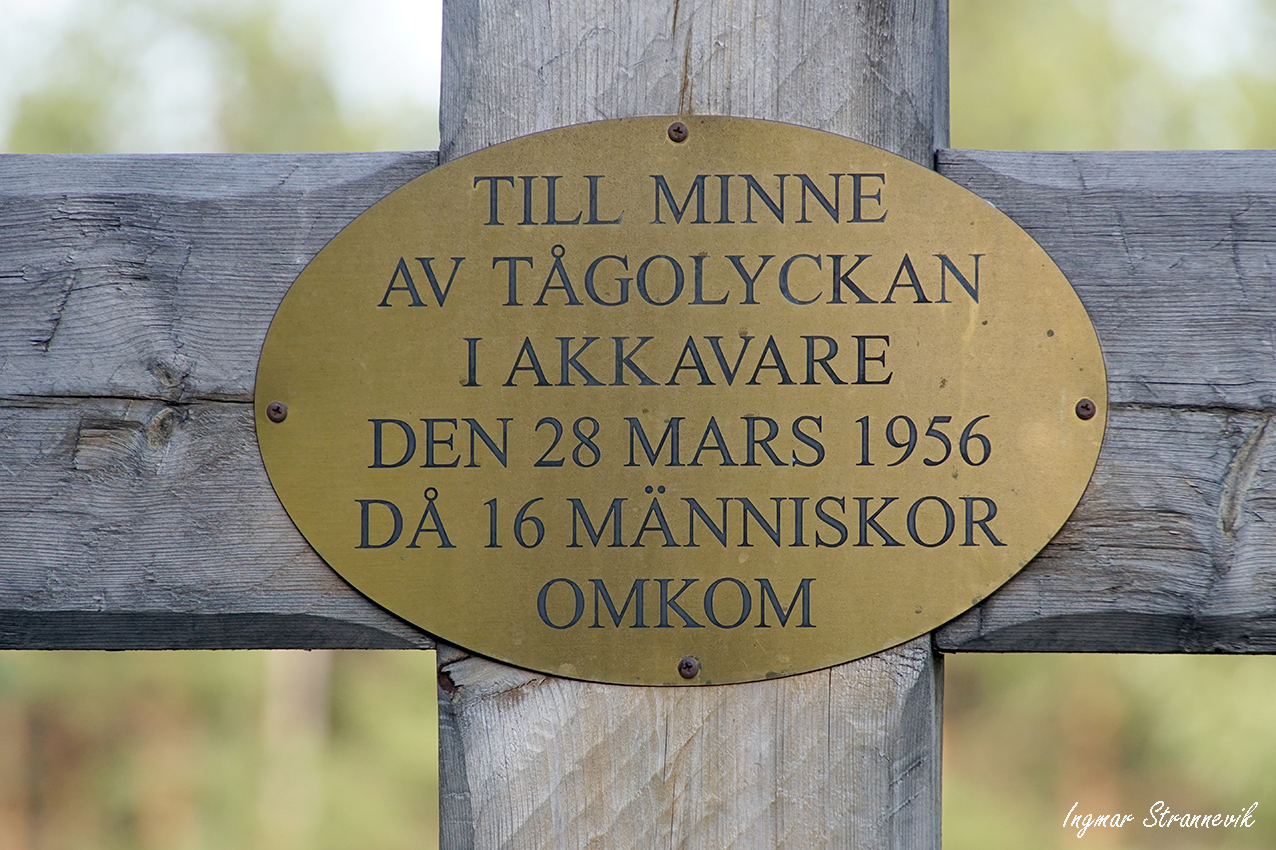 TILL MINNE
AV TÅGOLYCKAN
I AKKAVARE
DEN 28 MARS 1956
DÅ 16 MÄNNISKOR
OMKOM
Ingmar Strannevik